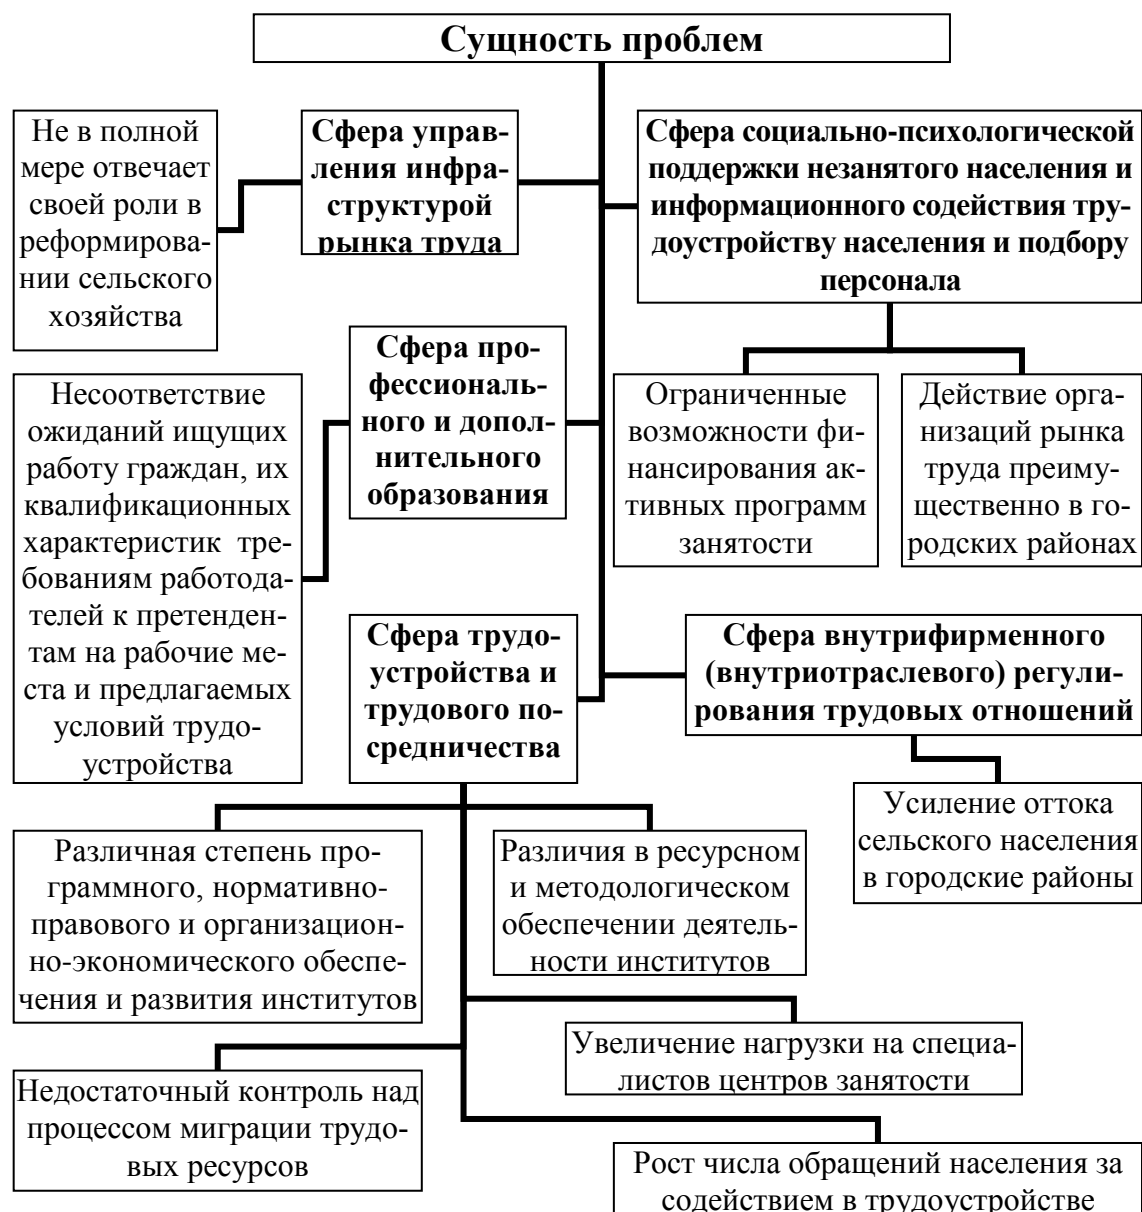 Сущность проблем
Не в полной
мере отвечает
своей роли в
реформирова-
нии сельского
хозяйства
Сфера управ-
ления инфра-
структурой
рынка труда
Сфера социально-психологической
поддержки незанятого населения и
информационного содействия тру-
доустройству населения и подбору
персонала
Сфера про-
фессиональ-
ного и допол-
нительного
образования
Несоответствие
ожиданий ищущих
работу граждан, их
квалификационных
характеристик тре-
бованиям работода-
телей к претенден-
там на рабочие ме-
ста и предлагаемых
условий трудо-
устройства
Ограниченные
возможности фи-
нансирования ак-
тивных программ
занятости
Действие орга-
низаций рынка
труда преиму-
щественно в го-
родских районах
Сфера трудо-
устройства и
трудового по-
средничества
Сфера внутрифирменного
(внутриотраслевого) регули-
рования трудовых отношений
Усиление оттока
сельского населения
в городские районы
Различная степень про-
граммного, нормативно-
правового и организацион-
но-экономического обеспе-
чения и развития институтов
Различия в ресурсном
и методологическом
обеспечении деятель-
ности институтов
Увеличение нагрузки на специа-
листов центров занятости
Недостаточный контроль над
процессом миграции трудо-
вых ресурсов
Рост числа обращений населения за
содействием в трудоустройстве